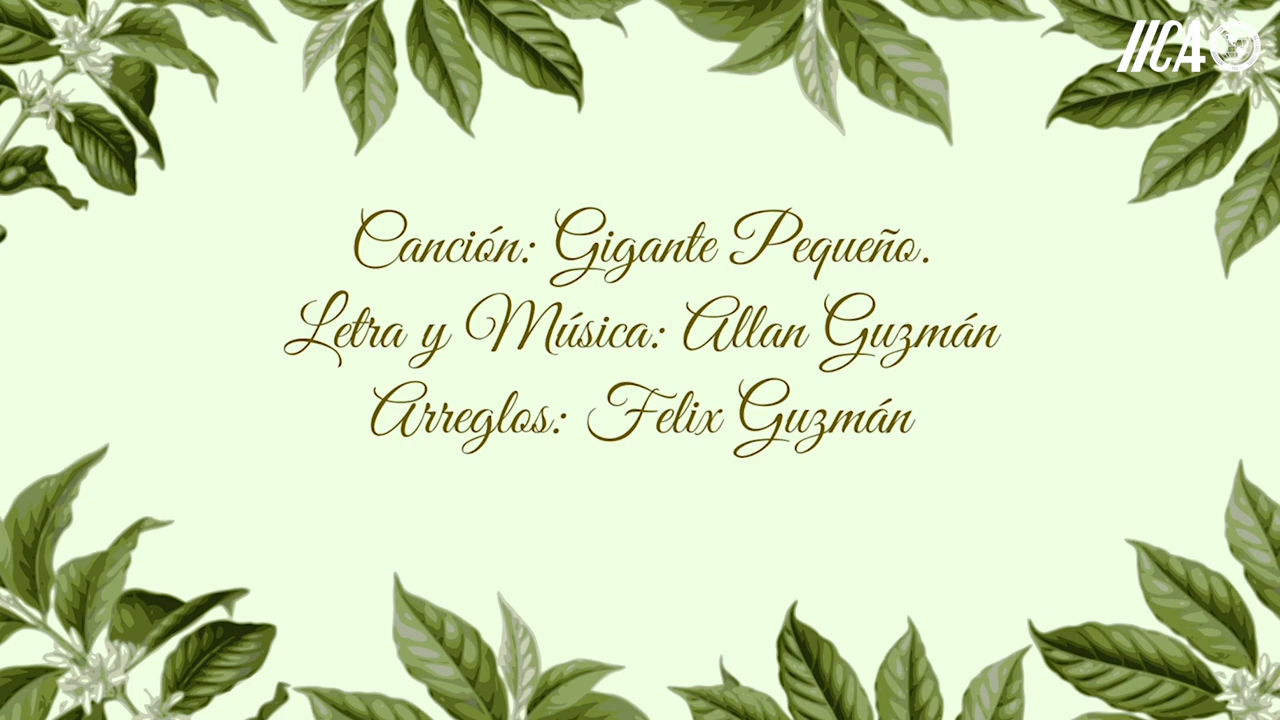 IICA
Canción: Gigante Pequeño.
Letra y Música: Allan Guzmán
Arreglos: Felix Guzmán